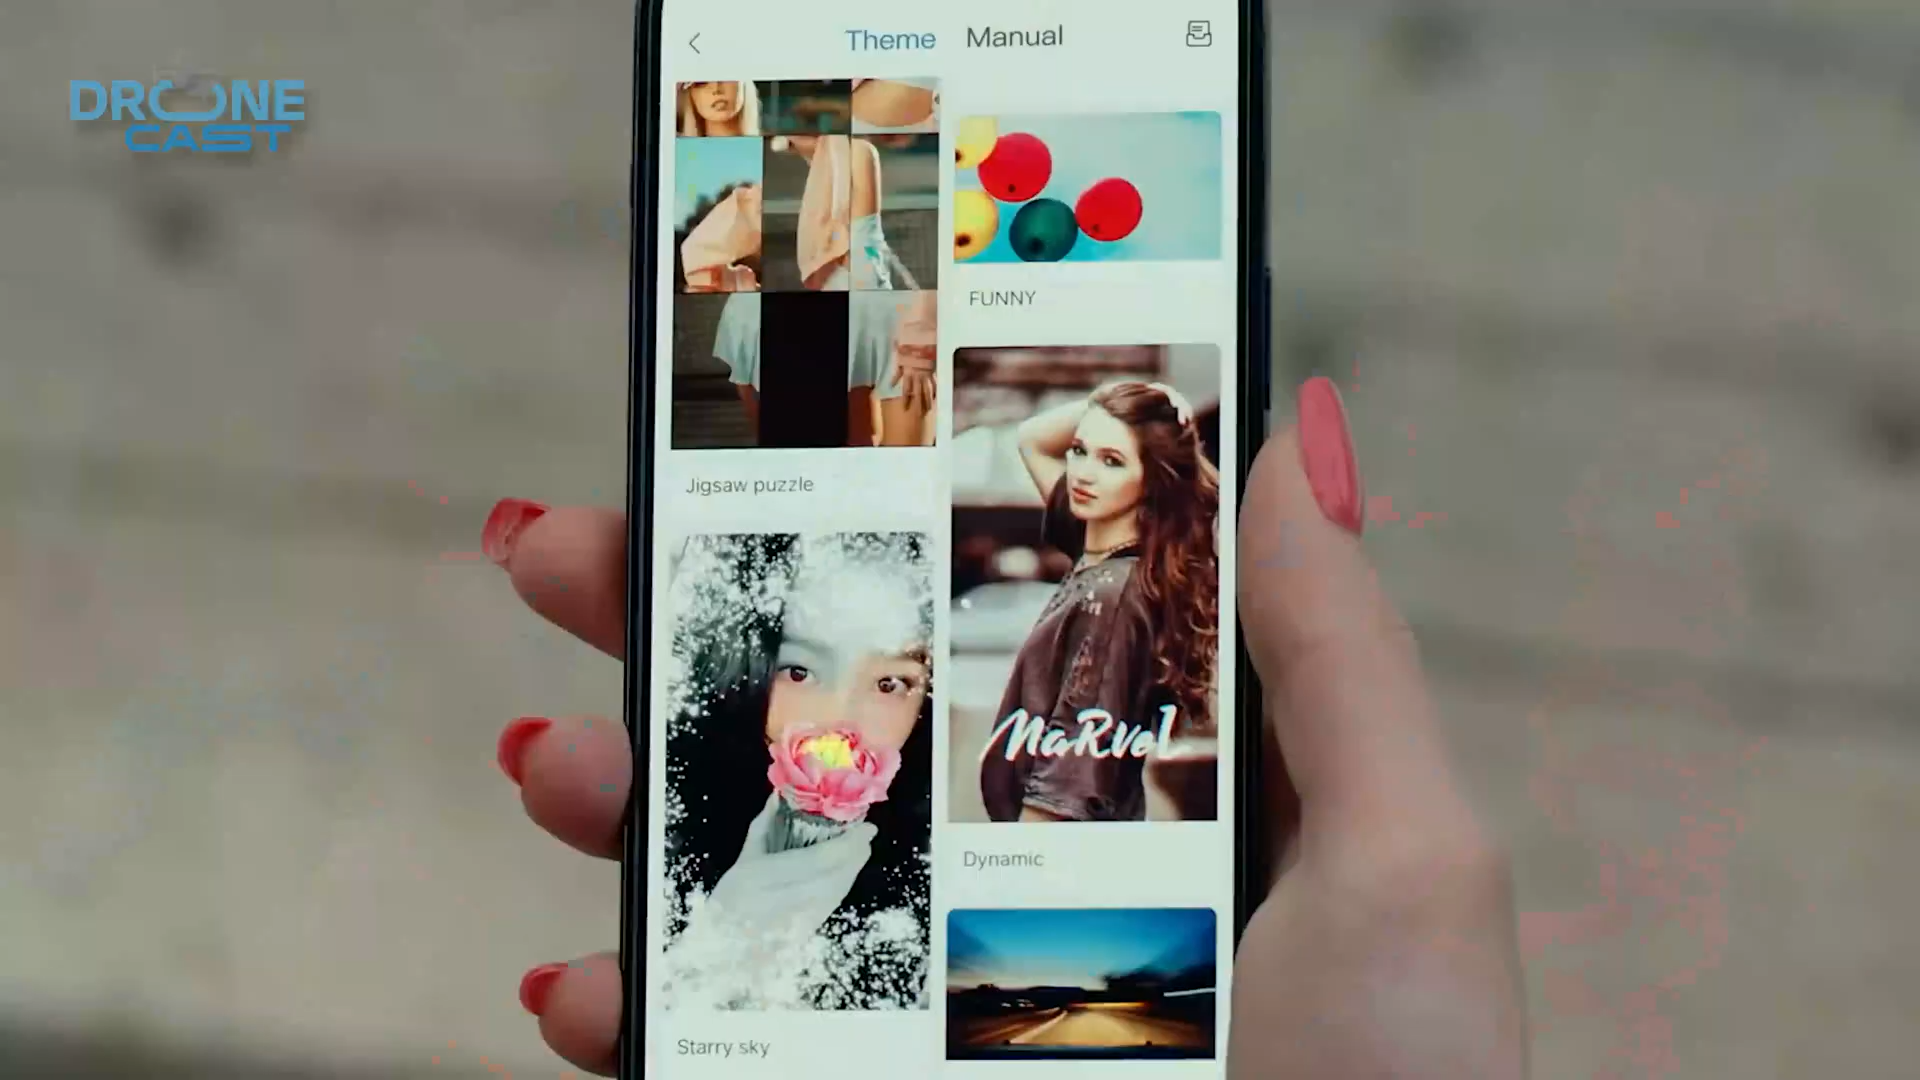 DRONE
CAST
Theme
Manual
FUNNY
Jigsaw puzzle
MaRVeL
Dynamic
Starry sky